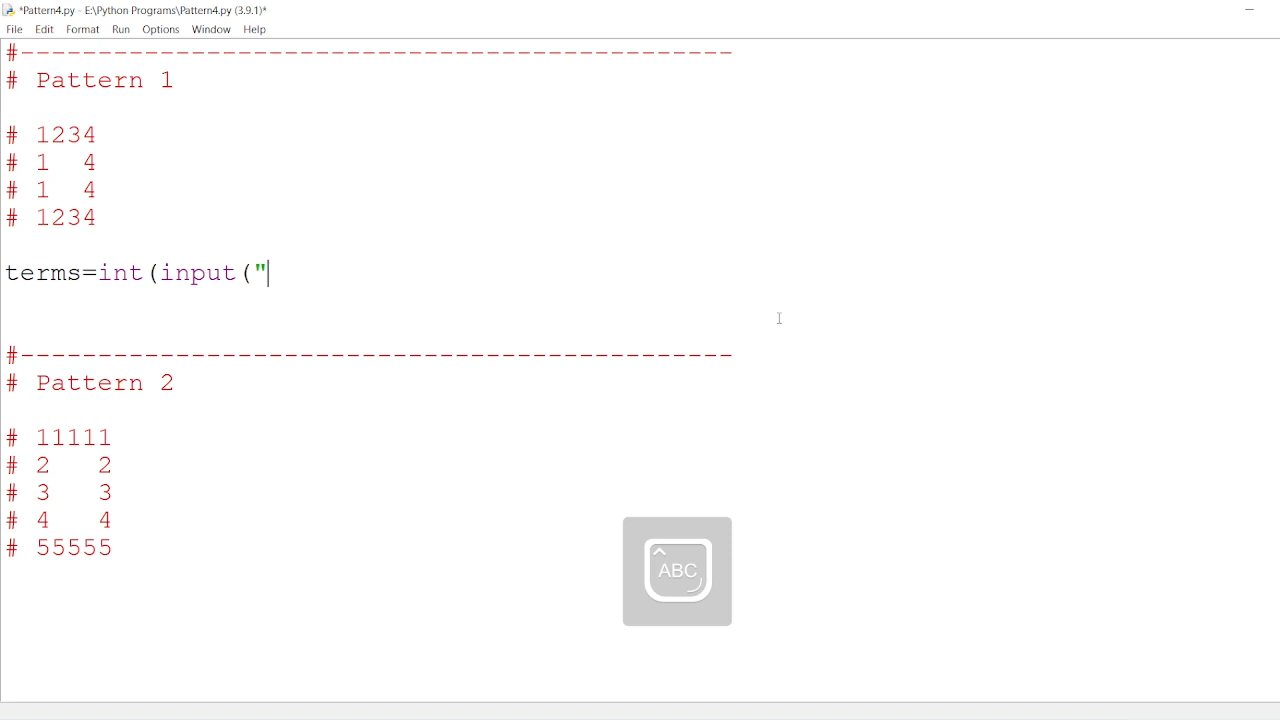 *Pattern4.py - E:\Python Programs\Pattern4.py (3.9.1)*
File Edit Format Run Options Window Help
#----------------------------------------------
# Pattern 1
# 1234
# 1  4
# 1  4
# 1234
terms=int(input("
#----------------------------------------------
# Pattern 2
# 11111
# 2   2
# 3   3
# 4   4
# 55555
ABC